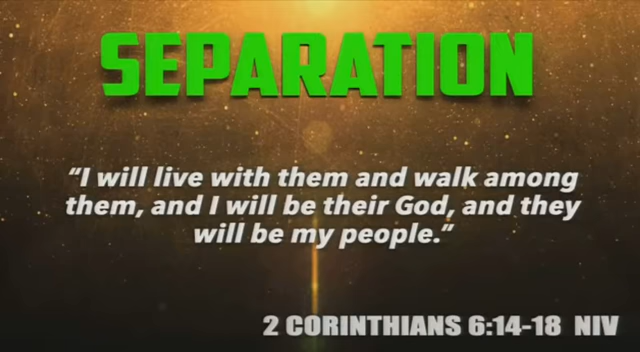 SEPARATION
“I will live with them and walk among
them, and I will be their God, and they
will be my people.”
2 CORINTHIANS 6:14-18 NIV